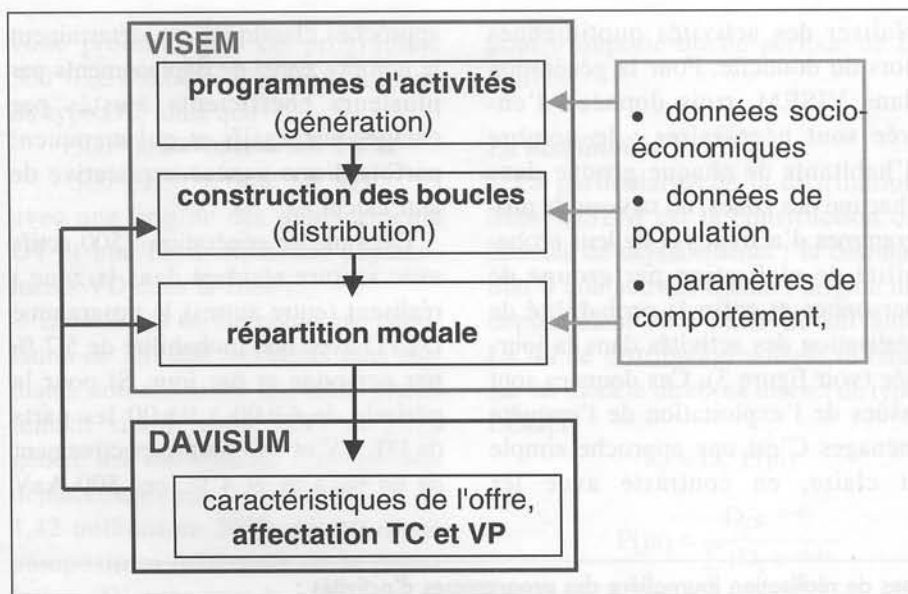 VISEM
programmes d'activités
(génération)
construction des boucles
(distribution)
répartition modale
• données socio-
économiques
• données de
population
• paramètres de
comportement,
DAVISUM
caractéristiques de l'offre,
affectation TC et VP